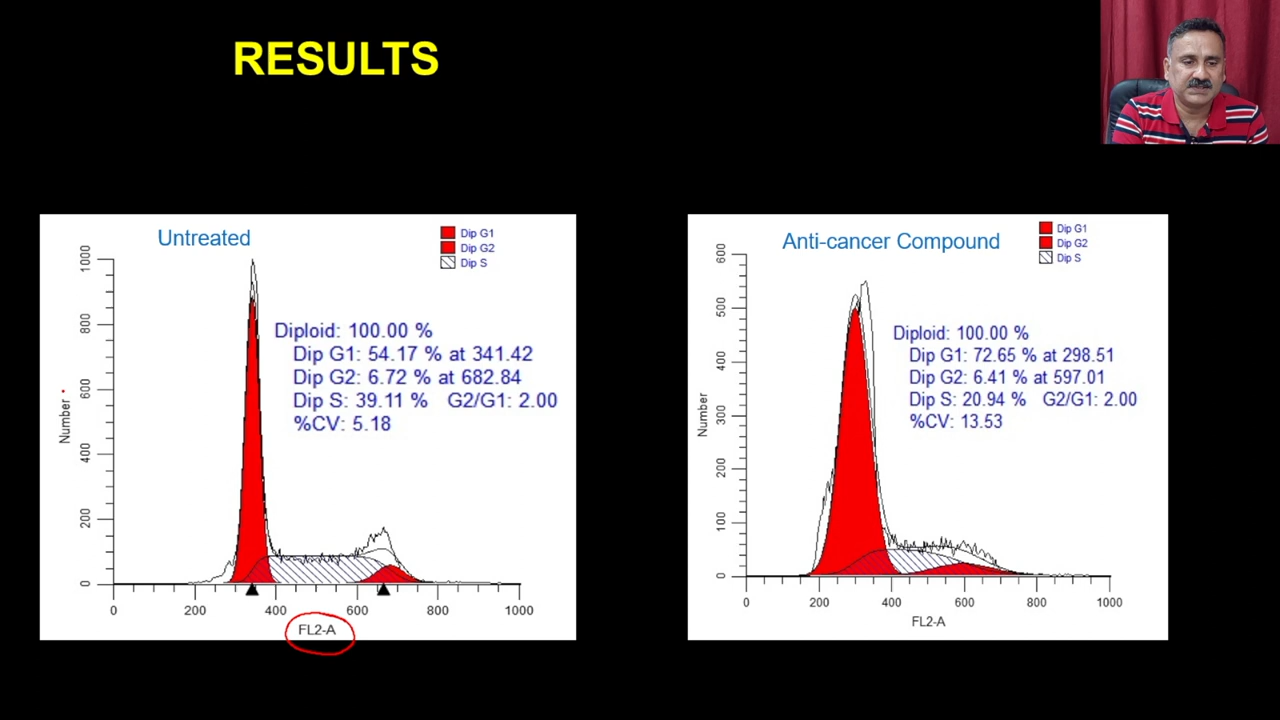 RESULTS
Untreated
Dip G1
Dip G2
Dip S
1000
800
600
400
200
0
Number
Diploid: 100.00 %
Dip G1: 54.17 % at 341.42
Dip G2: 6.72 % at 682.84
Dip S: 39.11 % G2/G1: 2.00
%CV: 5.18
0 200 400 600 800 1000
FL2-A
Anti-cancer Compound
Dip G1
Dip G2
Dip S
600
500
400
300
200
100
0
Number
Diploid: 100.00 %
Dip G1: 72.65 % at 298.51
Dip G2: 6.41 % at 597.01
Dip S: 20.94 % G2/G1: 2.00
%CV: 13.53
0 200 400 600 800 1000
FL2-A